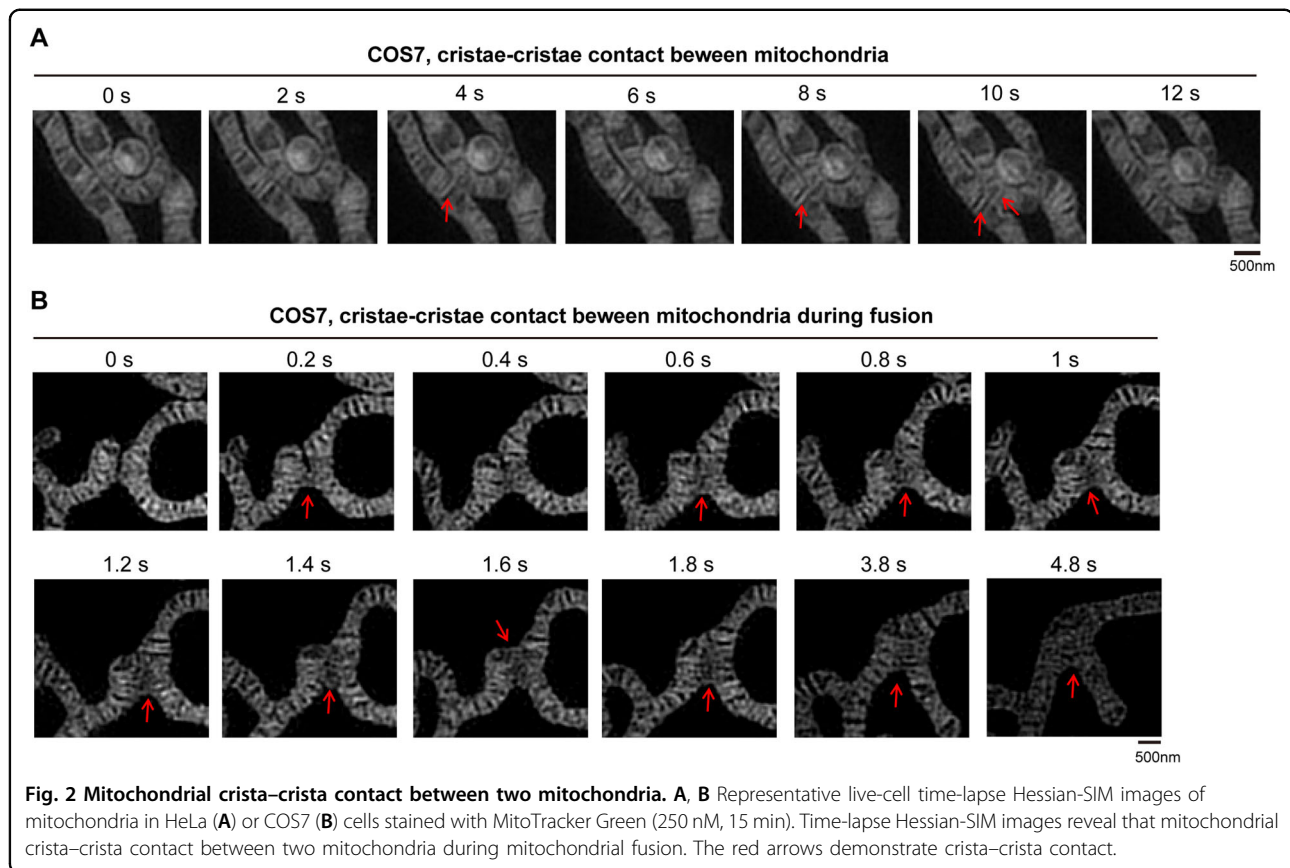 A
COS7, cristae-cristae contact beween mitochondria
0 s 2 s 4 s 6 s 8 s 10 s 12 s
500nm
B
COS7, cristae-cristae contact beween mitochondria during fusion
0 s 0.2 s 0.4 s 0.6 s 0.8 s 1 s
1.2 s 1.4 s 1.6 s 1.8 s 3.8 s 4.8 s
500nm
Fig. 2 Mitochondrial crista–crista contact between two mitochondria. A, B Representative live-cell time-lapse Hessian-SIM images of
mitochondria in HeLa (A) or COS7 (B) cells stained with MitoTracker Green (250 nM, 15 min). Time-lapse Hessian-SIM images reveal that mitochondrial
crista–crista contact between two mitochondria during mitochondrial fusion. The red arrows demonstrate crista–crista contact.